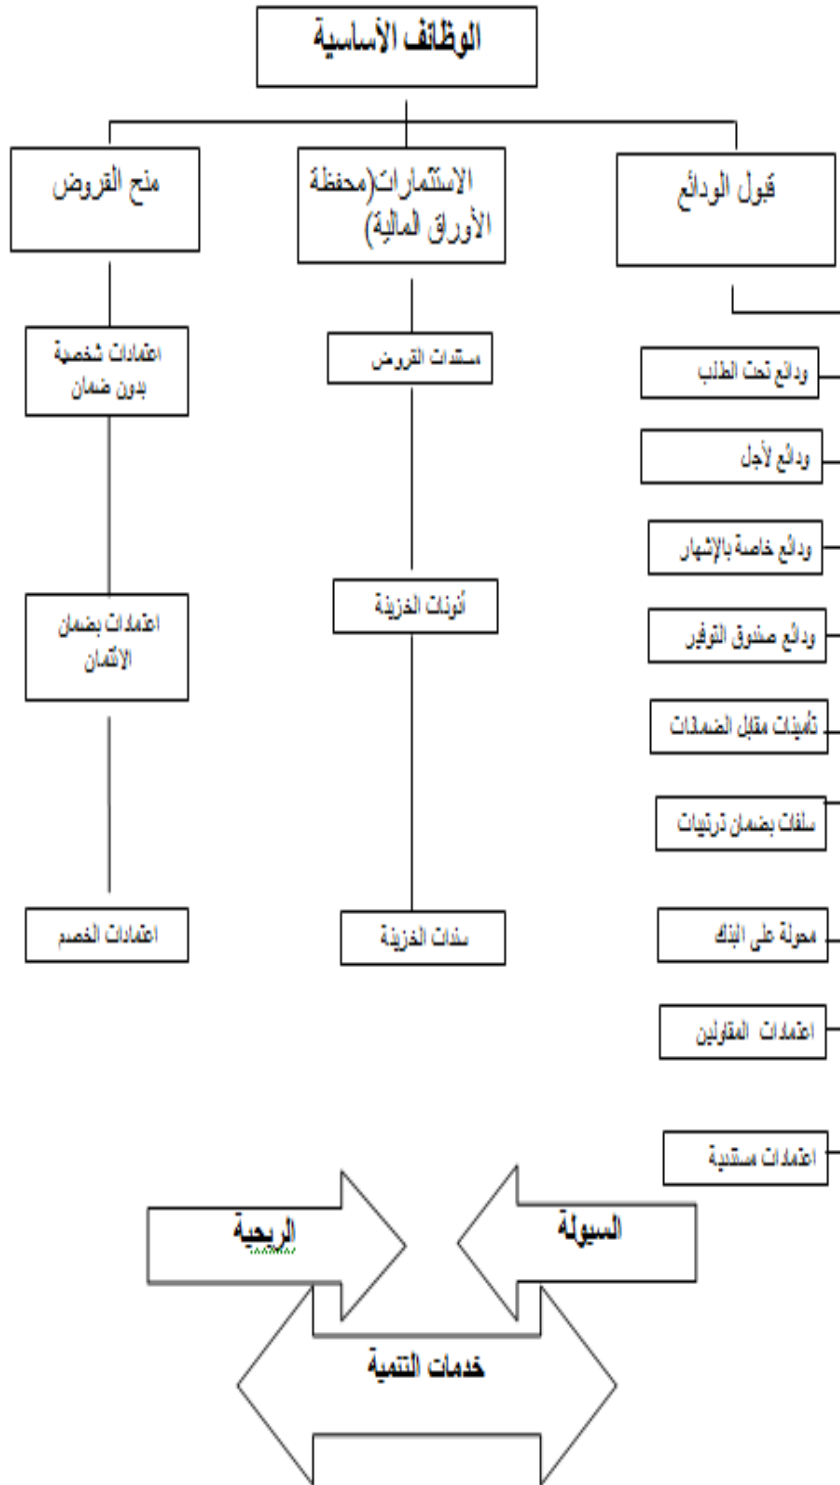 الوظائف الأساسية
قبول الودائع
الاستثمارات(محفظة
الأوراق المالية)
منح القروض
ودائع تحت الطلب
ودائع لأجل
ودائع خاصة بالإشهار
ودائع صندوق التوفير
تأمينات مقابل الضمانات
سلفات بضمان ترتيبات
محولة على البنك
اعتمادات المقاولين
اعتمادات مستندية
مستندات القروض
أذونات الخزينة
سندات الخزينة
اعتمادات شخصية
بدون ضمان
اعتمادات بضمان
الائتمان
اعتمادات الخصم
السيولة
الربحية
خدمات التنمية